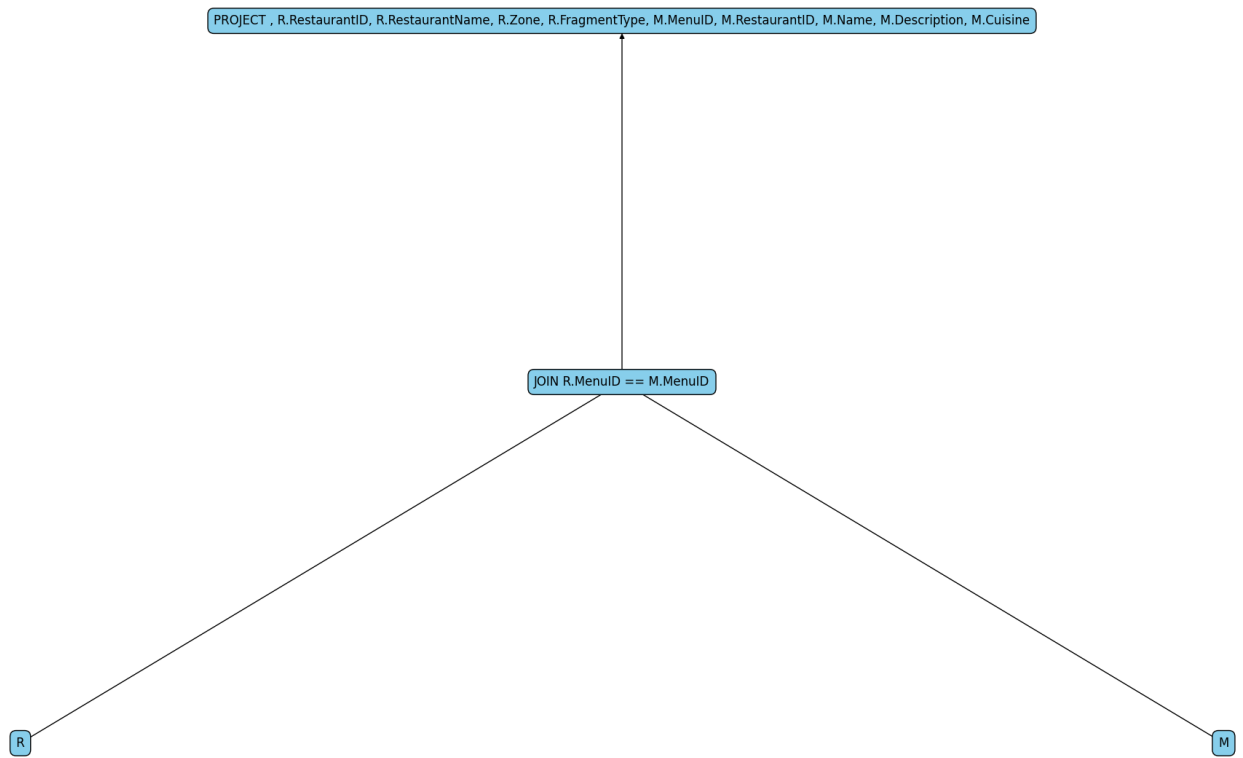 PROJECT , R.RestaurantID, R.RestaurantName, R.Zone, R.FragmentType, M.MenuID, M.RestaurantID, M.Name, M.Description, M.Cuisine
JOIN R.MenuID == M.MenuID
R
M